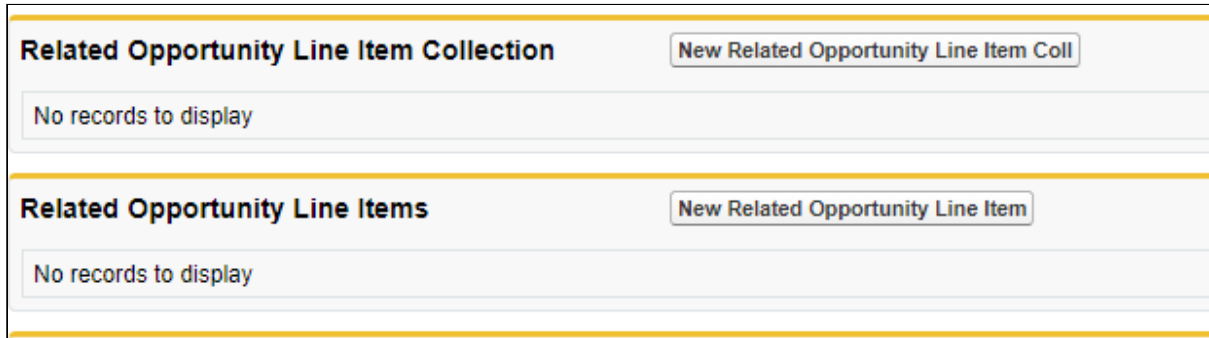 Related Opportunity Line Item Collection New Related Opportunity Line Item Coll
No records to display
Related Opportunity Line Items New Related Opportunity Line Item
No records to display